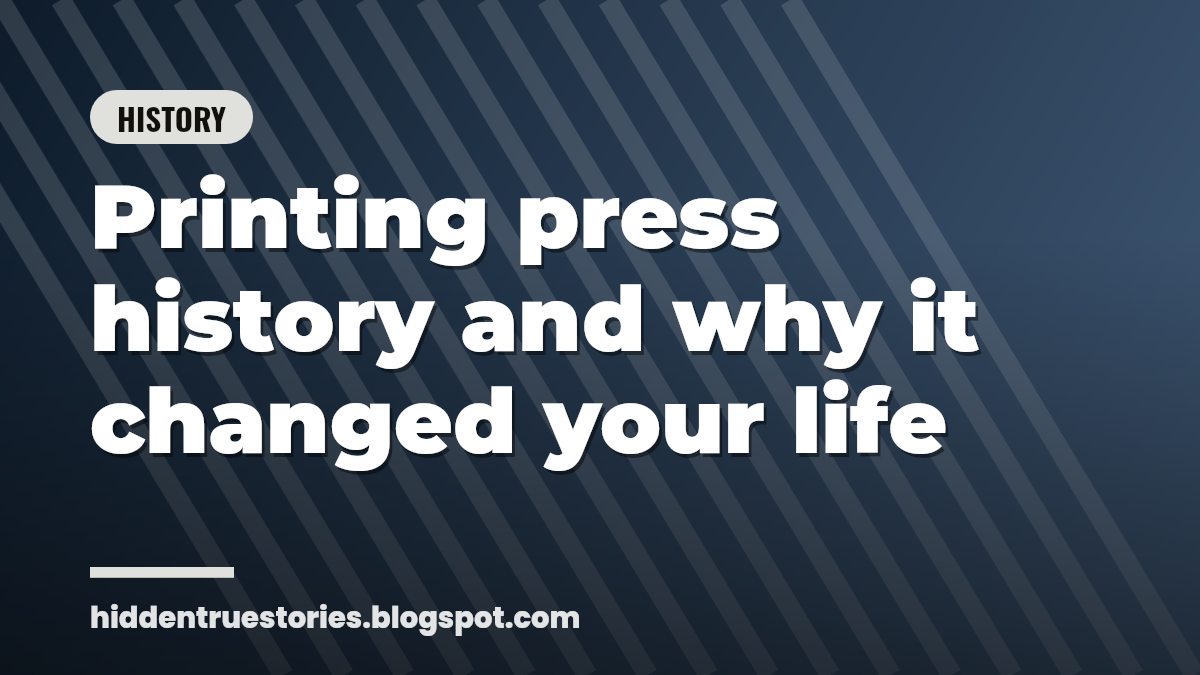 HISTORY
Printing press
history and why it
changed your life
hiddentruestories.blogspot.com